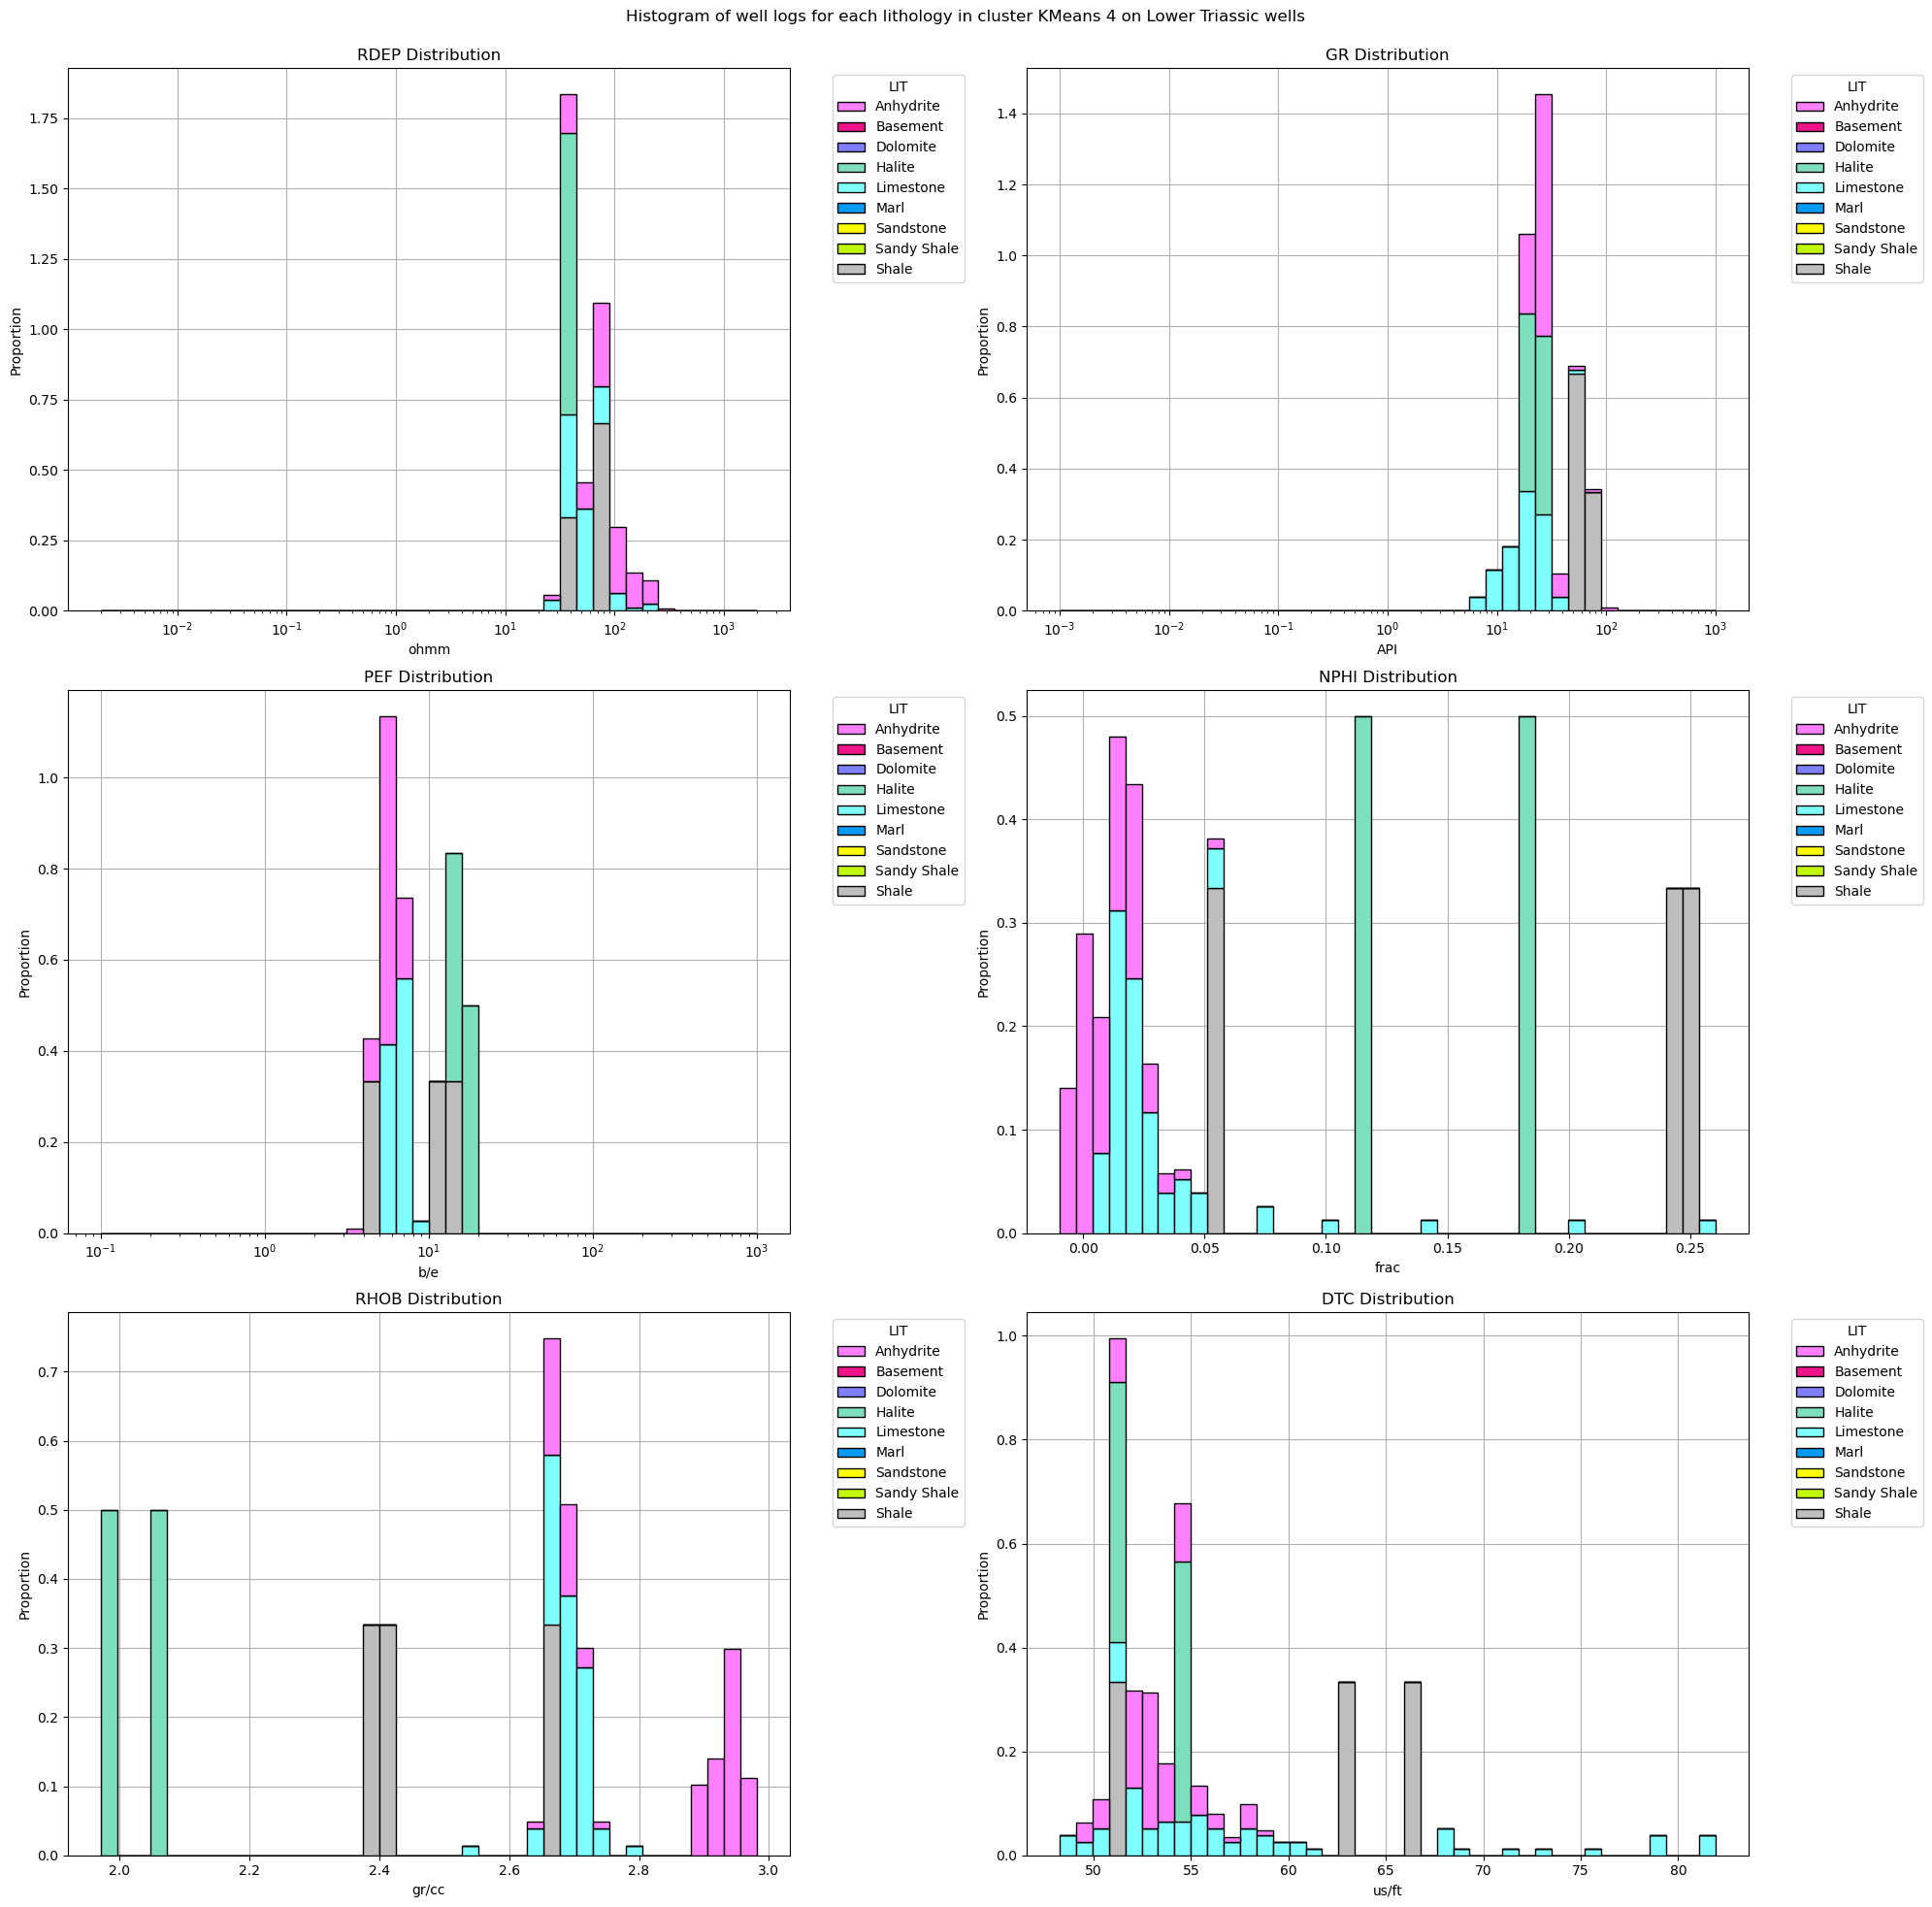 Histogram of well logs for each lithology in cluster KMeans 4 on Lower Triassic wells
RDEP Distribution
Proportion
1.75
1.50
1.25
1.00
0.75
0.50
0.25
0.00
10⁻² 10⁻¹ 10⁰ 10¹ 10² 10³
ohmm
LIT
Anhydrite
Basement
Dolomite
Halite
Limestone
Marl
Sandstone
Sandy Shale
Shale
GR Distribution
Proportion
1.4
1.2
1.0
0.8
0.6
0.4
0.2
0.0
10⁻³ 10⁻² 10⁻¹ 10⁰ 10¹ 10² 10³
API
LIT
Anhydrite
Basement
Dolomite
Halite
Limestone
Marl
Sandstone
Sandy Shale
Shale
PEF Distribution
Proportion
1.0
0.8
0.6
0.4
0.2
0.0
10⁻¹ 10⁰ 10¹ 10² 10³
b/e
LIT
Anhydrite
Basement
Dolomite
Halite
Limestone
Marl
Sandstone
Sandy Shale
Shale
NPHI Distribution
Proportion
0.5
0.4
0.3
0.2
0.1
0.0
0.00 0.05 0.10 0.15 0.20 0.25
frac
LIT
Anhydrite
Basement
Dolomite
Halite
Limestone
Marl
Sandstone
Sandy Shale
Shale
RHOB Distribution
Proportion
0.7
0.6
0.5
0.4
0.3
0.2
0.1
0.0
2.0 2.2 2.4 2.6 2.8 3.0
gr/cc
LIT
Anhydrite
Basement
Dolomite
Halite
Limestone
Marl
Sandstone
Sandy Shale
Shale
DTC Distribution
Proportion
1.0
0.8
0.6
0.4
0.2
0.0
50 55 60 65 70 75 80
us/ft
LIT
Anhydrite
Basement
Dolomite
Halite
Limestone
Marl
Sandstone
Sandy Shale
Shale